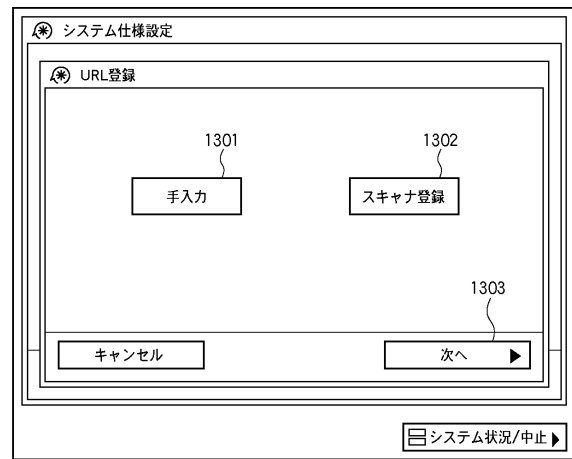 システム仕様設定
URL登録
1301
1302
手入力
スキャナ登録
1303
キャンセル
次へ
システム状況/中止